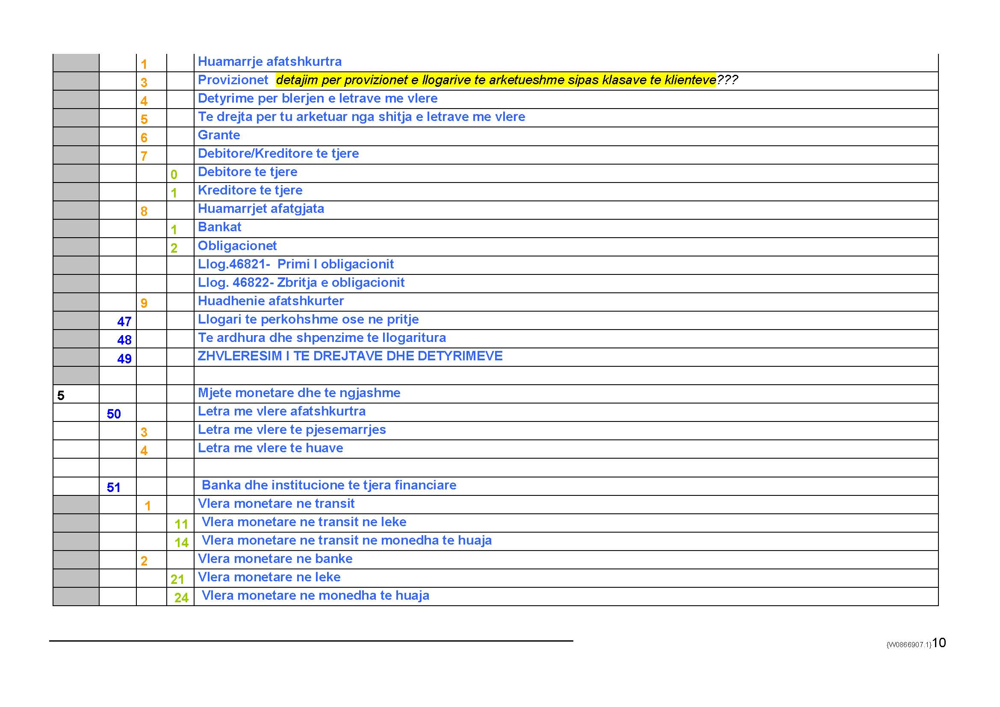 1 Huamarrje afatshkurtra
3 Provizionet detajim per provizionet e llogarive te arketueshme sipas klasave te klienteve???
4 Detyrime per blerjen e letrave me vlere
5 Te drejta per tu arketuar nga shitja e letrave me vlere
6 Grante
7 Debitore/Kreditore te tjere
0 Debitore te tjere
1 Kreditore te tjere
8 Huamarrjet afatgjata
1 Bankat
2 Obligacionet
Llog.46821- Primi I obligacionit
Llog. 46822- Zbritja e obligacionit
9 Huadhenie afatshkurter
47 Llogari te perkohshme ose ne pritje
48 Te ardhura dhe shpenzime te llogaritura
49 ZHVLERESIM I TE DREJTAVE DHE DETYRIMEVE
5 Mjete monetare dhe te ngjashme
50 Letra me vlere afatshkurtra
3 Letra me vlere te pjesemarrjes
4 Letra me vlere te huave
51 Banka dhe institucione te tjera financiare
1 Vlera monetare ne transit
11 Vlera monetare ne transit ne leke
14 Vlera monetare ne transit ne monedha te huaja
2 Vlera monetare ne banke
21 Vlera monetare ne leke
24 Vlera monetare ne monedha te huaja
{W0866907.1}10